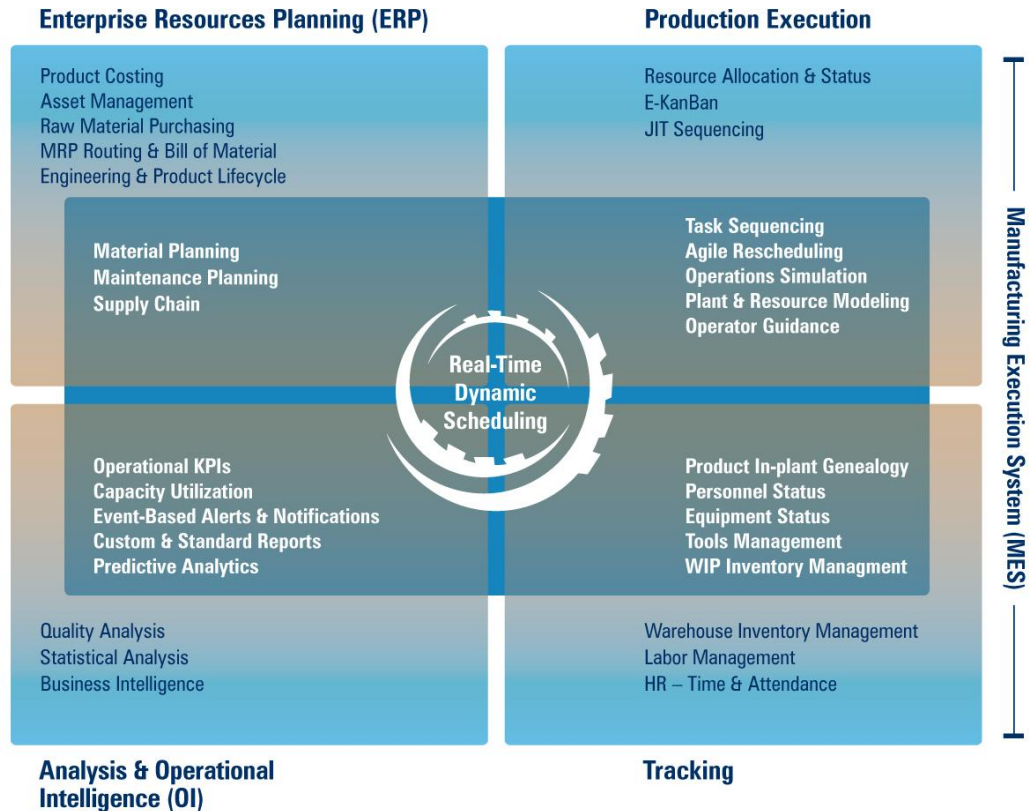 Enterprise Resources Planning (ERP)
Production Execution
Product Costing
Asset Management
Raw Material Purchasing
MRP Routing & Bill of Material
Engineering & Product Lifecycle
Resource Allocation & Status
E-KanBan
JIT Sequencing
Material Planning
Maintenance Planning
Supply Chain
Task Sequencing
Agile Rescheduling
Operations Simulation
Plant & Resource Modeling
Operator Guidance
Real-Time
Dynamic
Scheduling
Operational KPIs
Capacity Utilization
Event-Based Alerts & Notifications
Custom & Standard Reports
Predictive Analytics
Product In-plant Genealogy
Personnel Status
Equipment Status
Tools Management
WIP Inventory Managment
Quality Analysis
Statistical Analysis
Business Intelligence
Warehouse Inventory Management
Labor Management
HR – Time & Attendance
Analysis & Operational
Intelligence (OI)
Tracking
Manufacturing Execution System (MES)